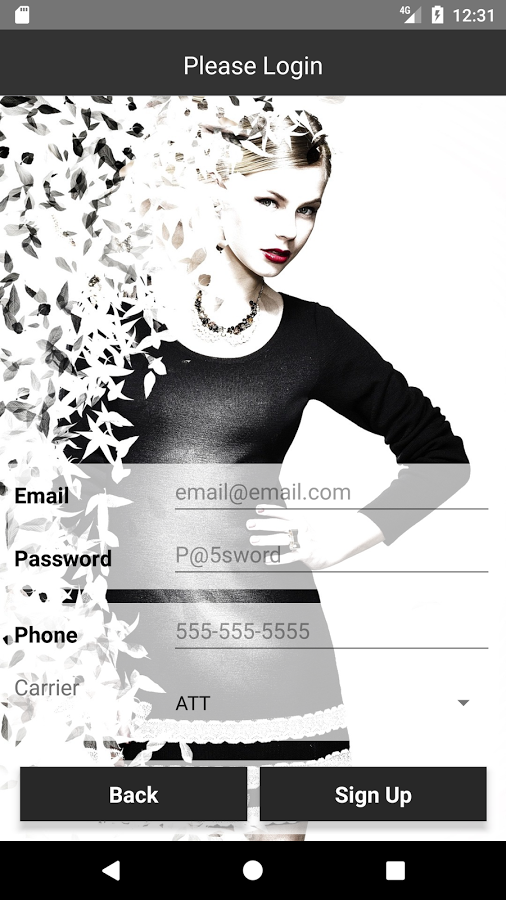 4G 12:31
Please Login
Email email@email.com
Password P@5sword
Phone 555-555-5555
Carrier
ATT
Back Sign Up